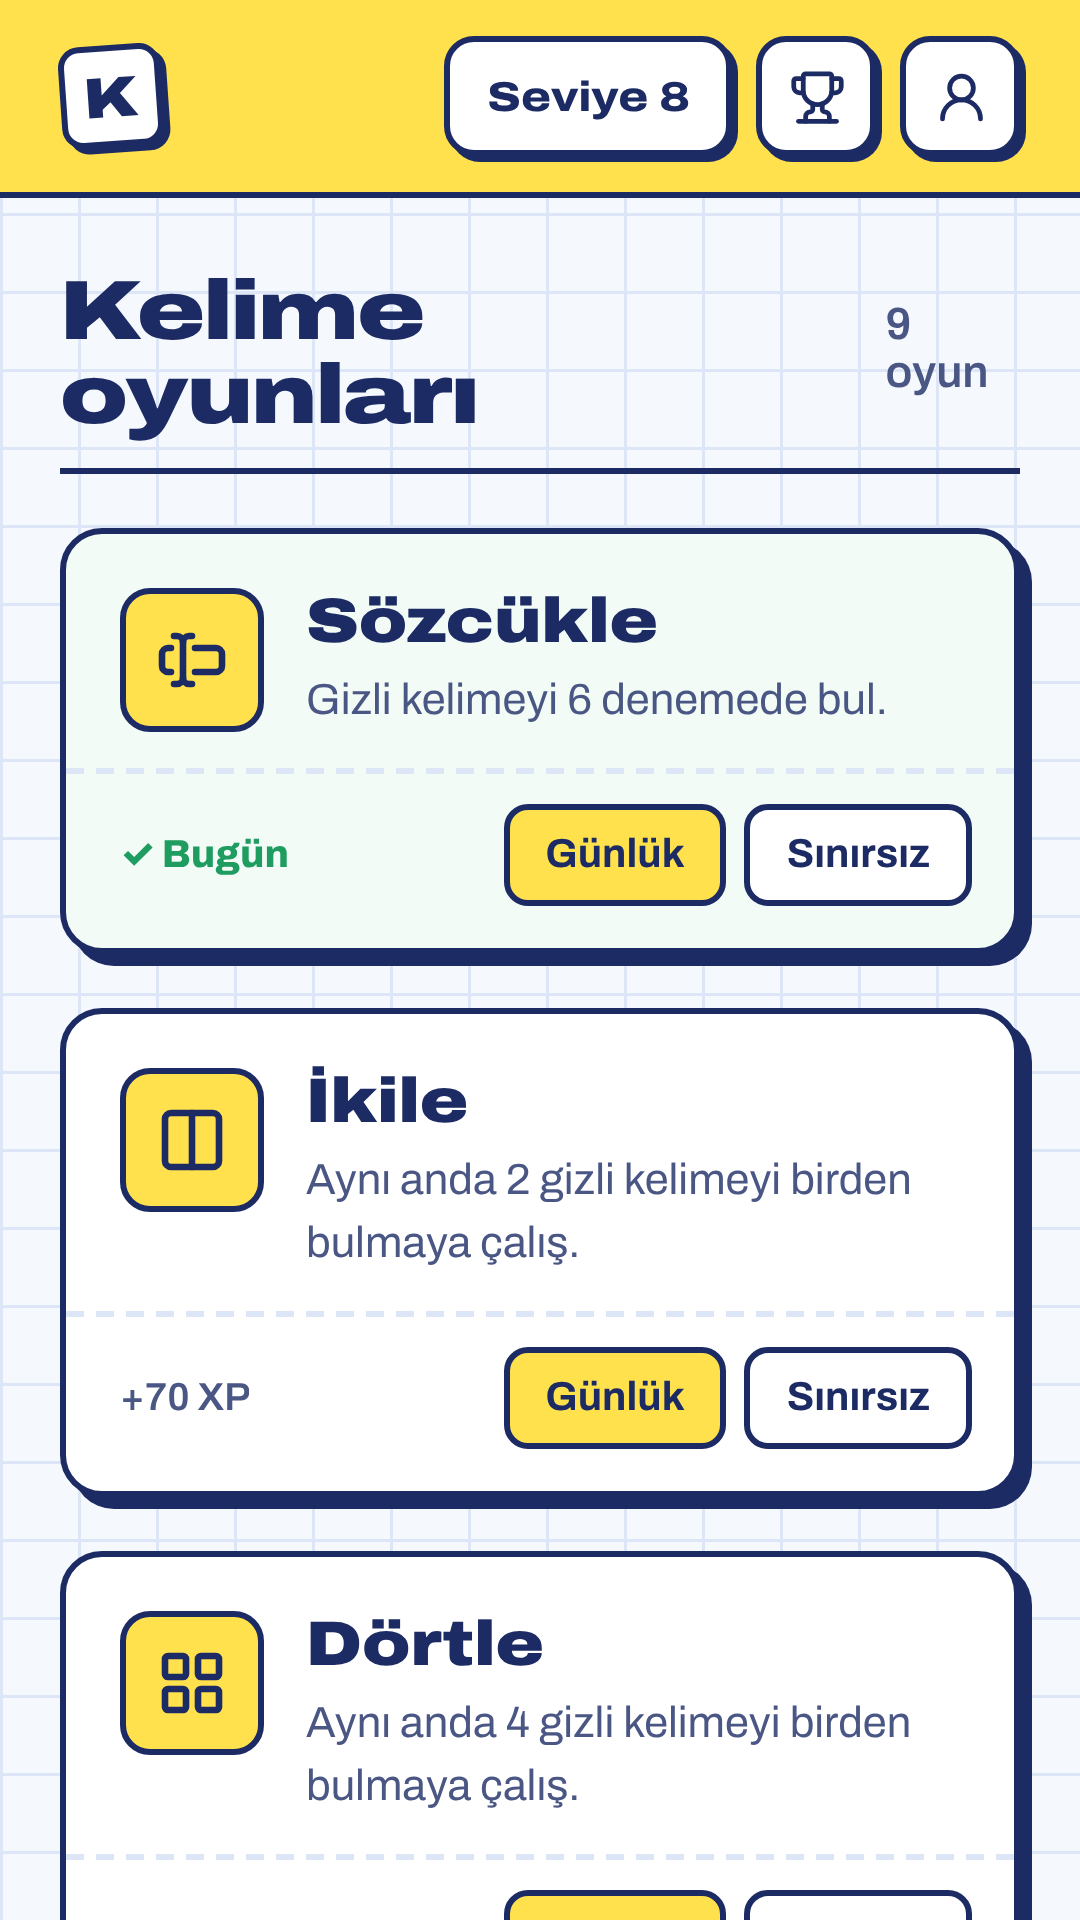 K
Seviye 8
Kelime
oyunları
9
oyun
Sözcükle
Gizli kelimeyi 6 denemede bul.
✓ Bugün
Günlük
Sınırsız
İkile
Aynı anda 2 gizli kelimeyi birden
bulmaya çalış.
+70 XP
Günlük
Sınırsız
Dörtle
Aynı anda 4 gizli kelimeyi birden
bulmaya çalış.